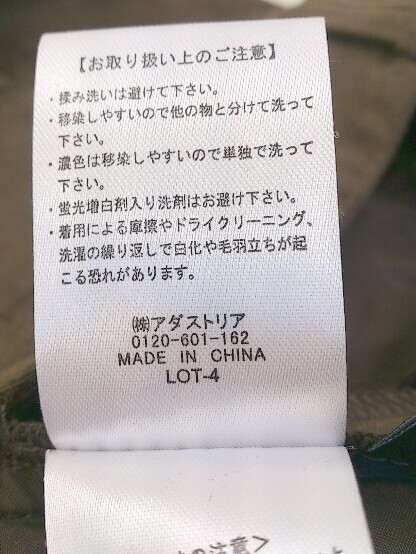 【お取り扱い上のご注意】
・揉み洗いは避けて下さい。
・移染しやすいので他の物と分けて洗って
下さい。
・濃色は移染しやすいので単独で洗って
下さい。
・蛍光増白剤入り洗剤はお避け下さい。
・着用による摩擦やドライクリーニング、
洗濯の繰り返しで白化や毛羽立ちが起
こる恐れがあります。
㈱アダストリア
0120-601-162
MADE IN CHINA
LOT-4
の注意>